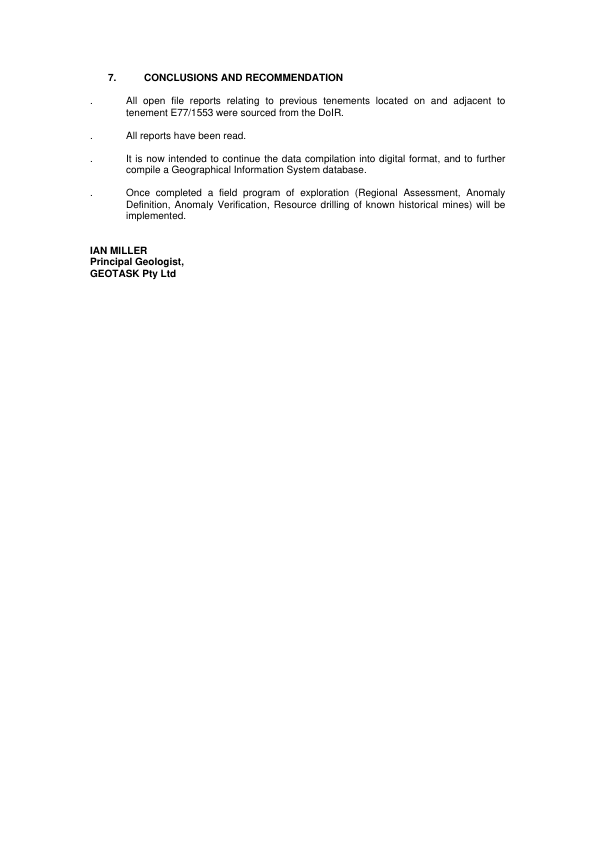 7. CONCLUSIONS AND RECOMMENDATION
. All open file reports relating to previous tenements located on and adjacent to
tenement E77/1553 were sourced from the DoIR.
. All reports have been read.
. It is now intended to continue the data compilation into digital format, and to further
compile a Geographical Information System database.
. Once completed a field program of exploration (Regional Assessment, Anomaly
Definition, Anomaly Verification, Resource drilling of known historical mines) will be
implemented.
IAN MILLER
Principal Geologist,
GEOTASK Pty Ltd